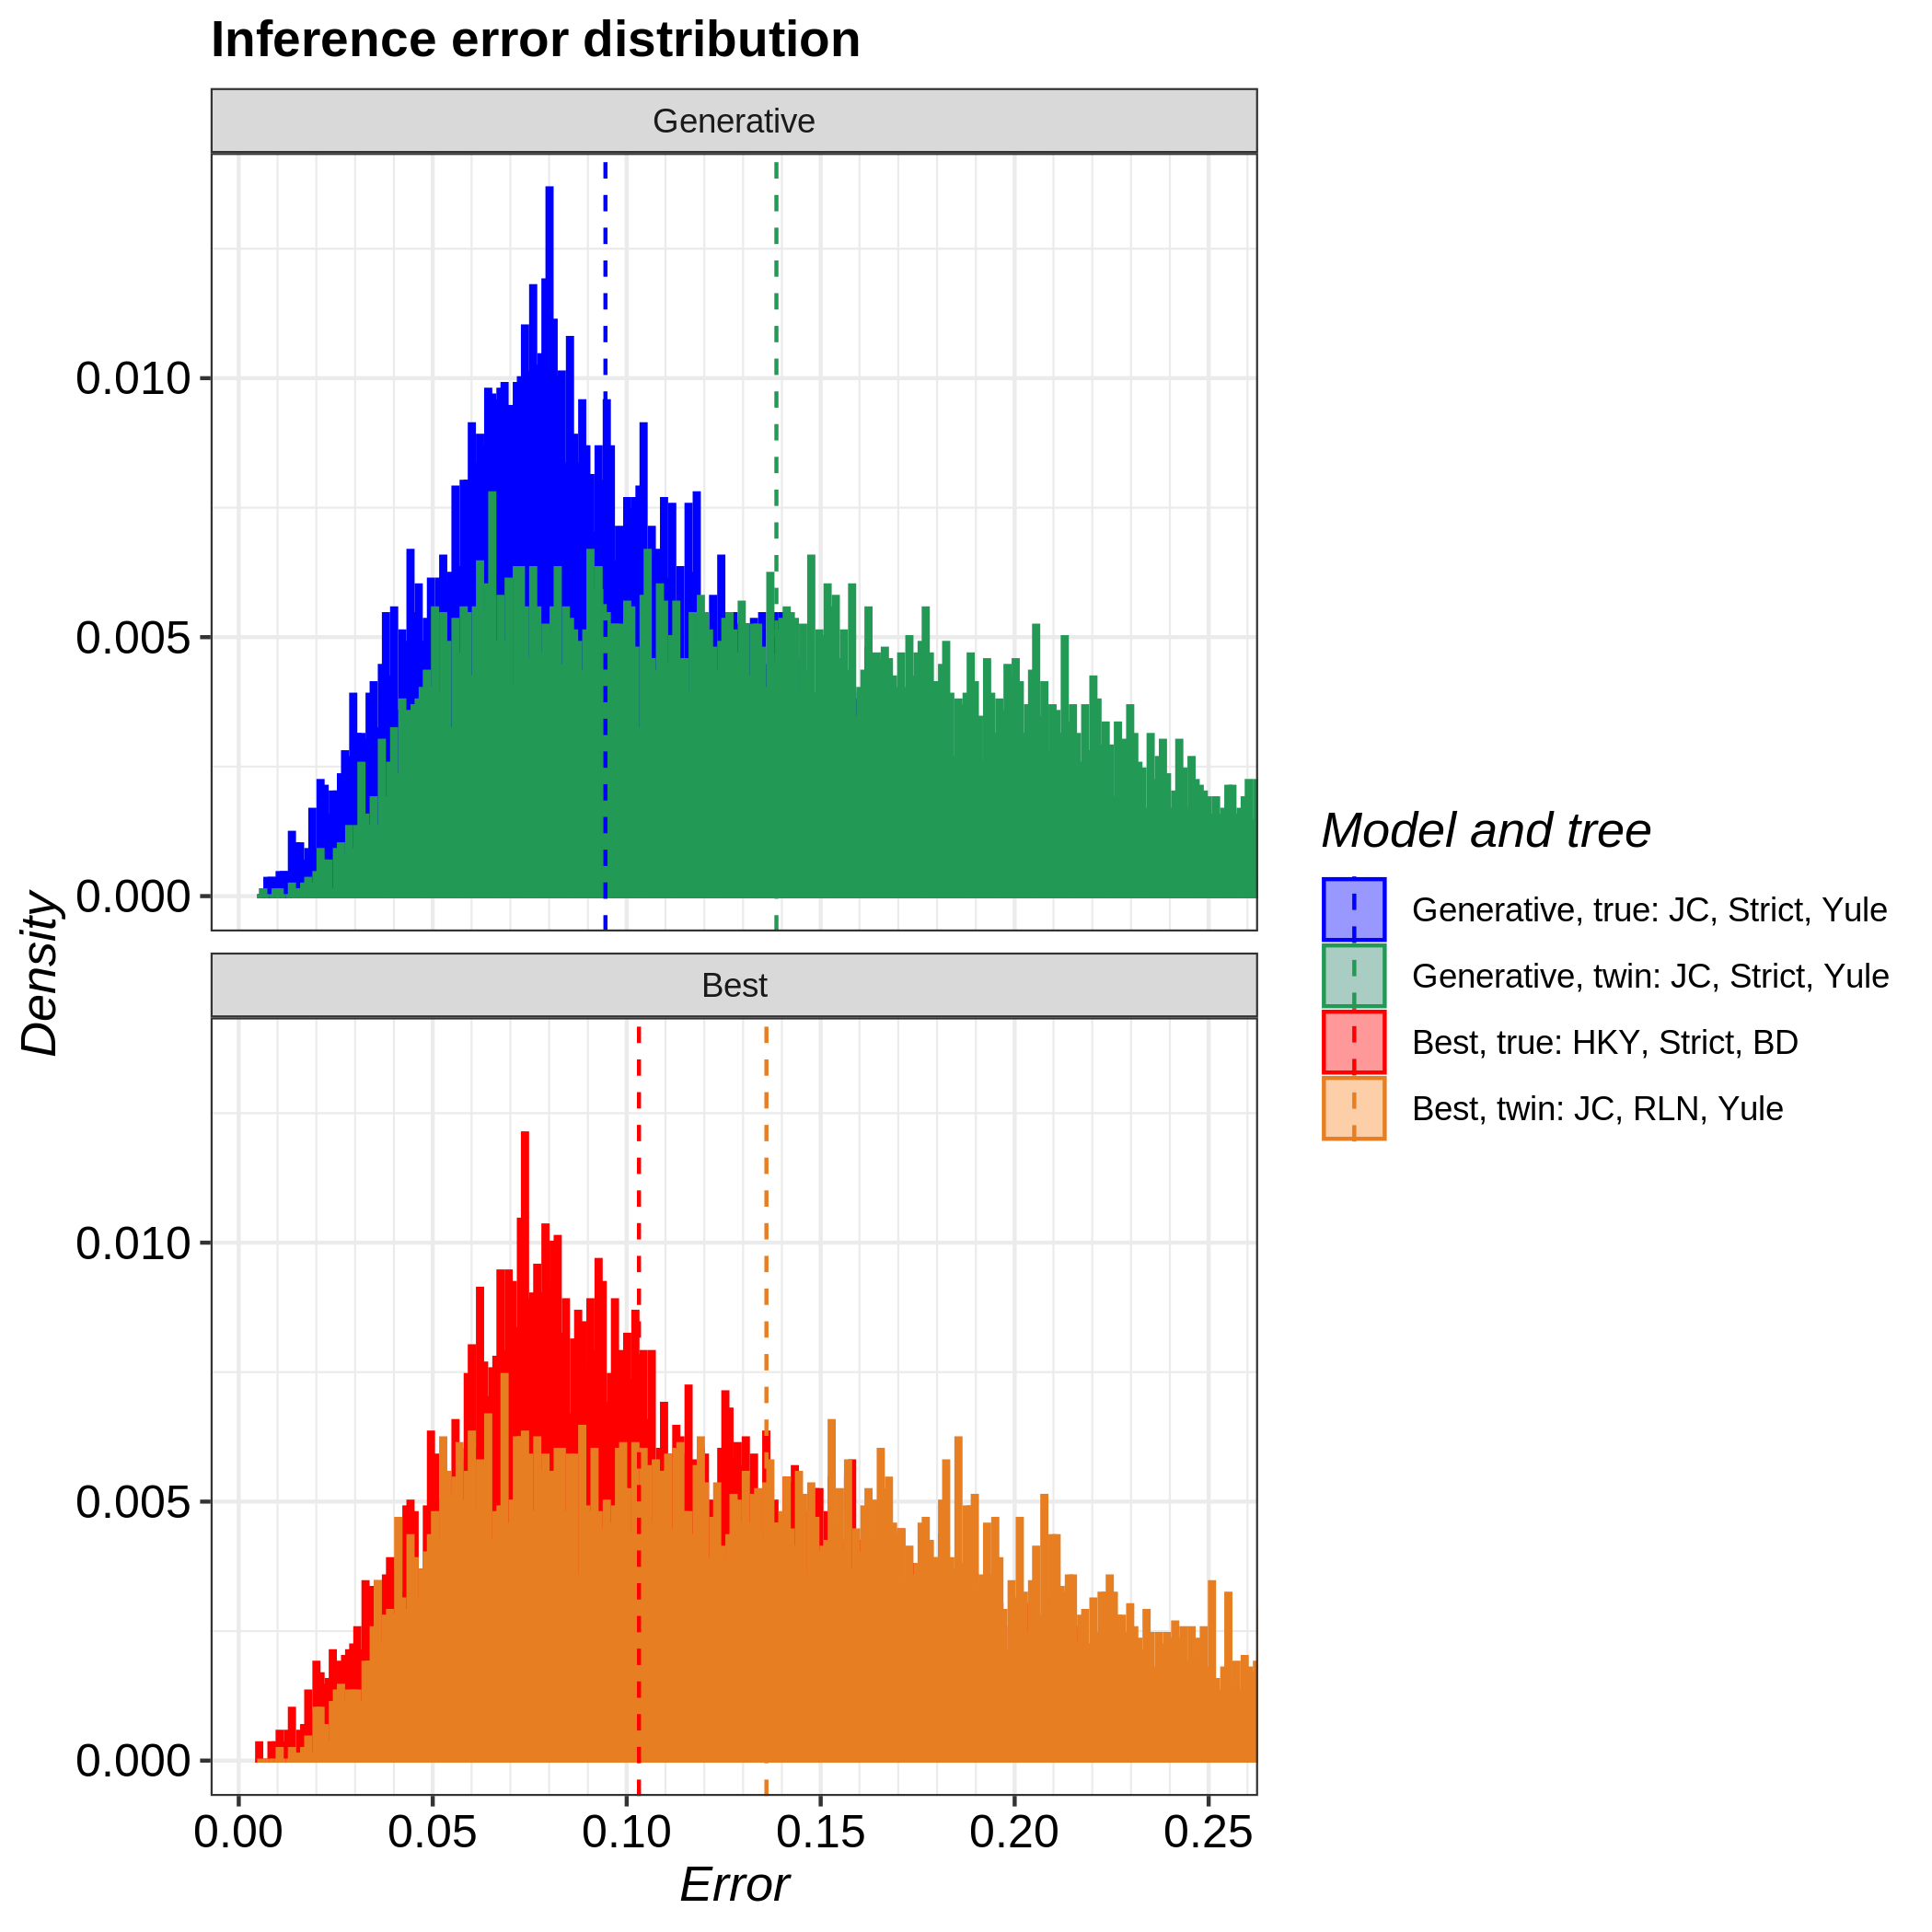 Inference error distribution
Generative
0.010
0.005
0.000
Density
Best
0.010
0.005
0.000
0.00 0.05 0.10 0.15 0.20 0.25
Error
Model and tree
Generative, true: JC, Strict, Yule
Generative, twin: JC, Strict, Yule
Best, true: HKY, Strict, BD
Best, twin: JC, RLN, Yule